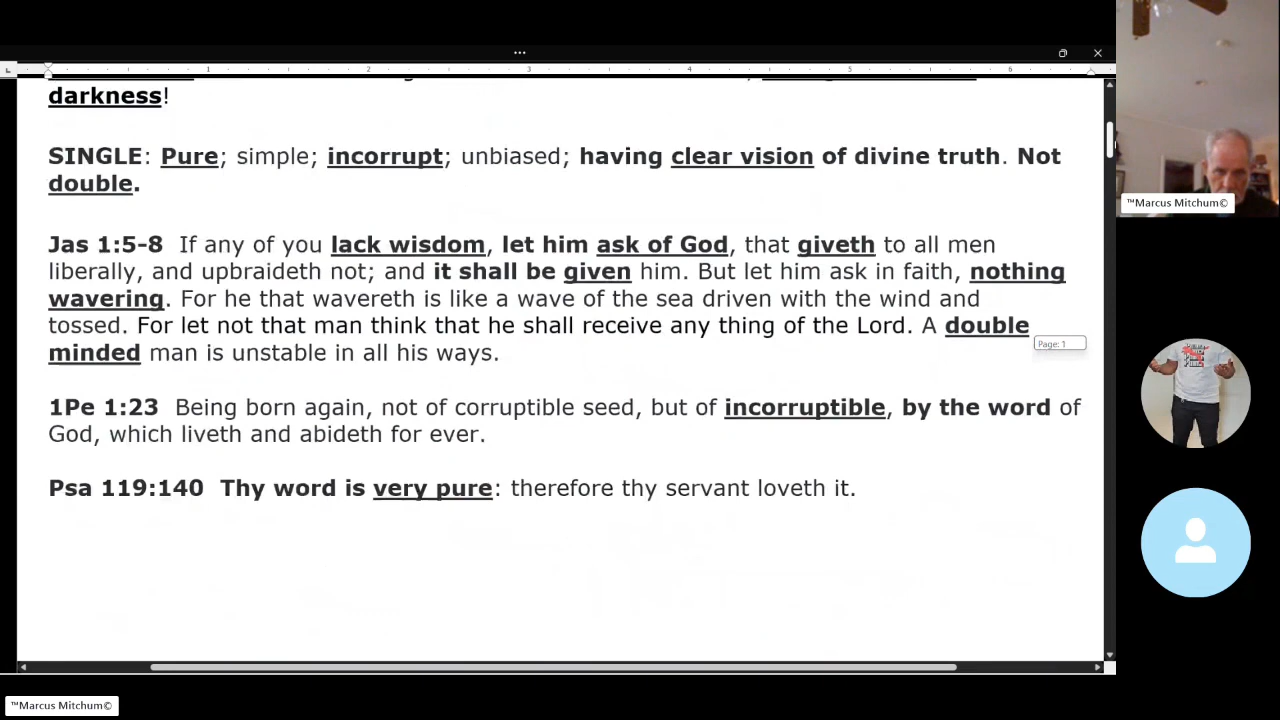 darkness!
SINGLE: Pure; simple; incorrupt; unbiased; having clear vision of divine truth. Not
double.
Jas 1:5-8  If any of you lack wisdom, let him ask of God, that giveth to all men
liberally, and upbraideth not; and it shall be given him. But let him ask in faith, nothing
wavering. For he that wavereth is like a wave of the sea driven with the wind and
tossed. For let not that man think that he shall receive any thing of the Lord. A double
minded man is unstable in all his ways.
1Pe 1:23  Being born again, not of corruptible seed, but of incorruptible, by the word of
God, which liveth and abideth for ever.
Psa 119:140  Thy word is very pure: therefore thy servant loveth it.
1 2 3 4 5 6
Page: 1
™Marcus Mitchum©
™Marcus Mitchum©